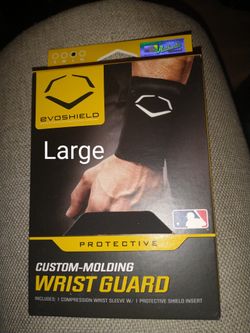 evoshield
Large
PROTECTIVE
CUSTOM-MOLDING
WRIST GUARD
INCLUDES: 1 COMPRESSION WRIST SLEEVE W/ 1 PROTECTIVE SHIELD INSERT